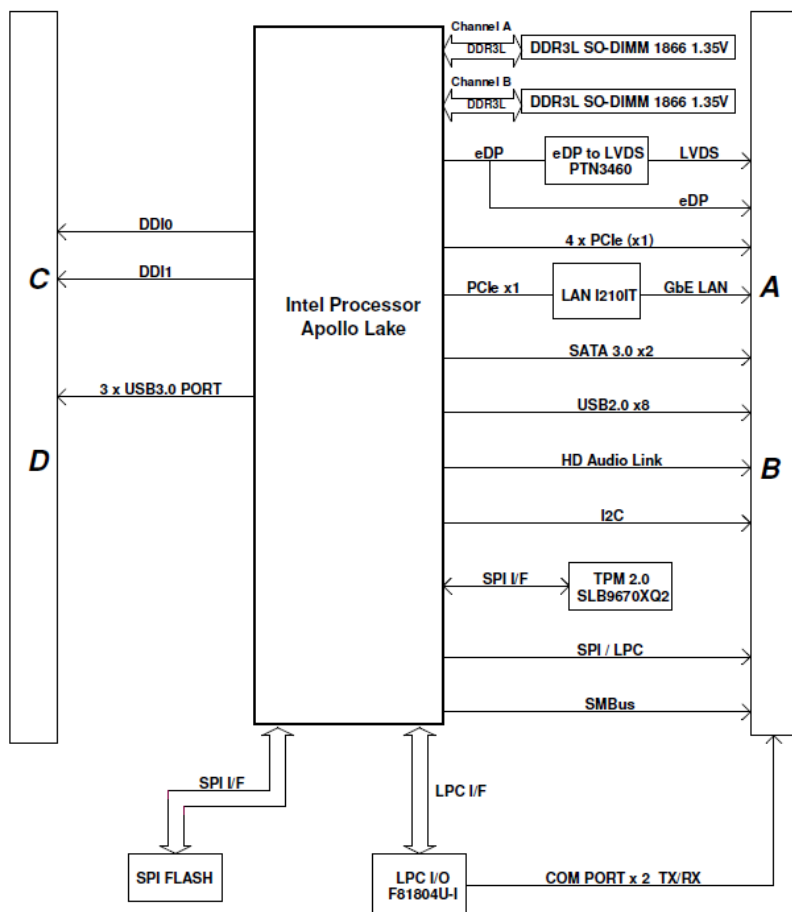 Channel A
DDR3L
DDR3L SO-DIMM 1866 1.35V
Channel B
DDR3L
DDR3L SO-DIMM 1866 1.35V
eDP
eDP to LVDS
PTN3460
LVDS
eDP
DDI0
4 x PCIe (x1)
C
DDI1
Intel Processor
Apollo Lake
PCIe x1
LAN I210IT
GbE LAN
A
SATA 3.0 x2
3 x USB3.0 PORT
USB2.0 x8
D
HD Audio Link
B
I2C
SPI I/F
TPM 2.0
SLB9670XQ2
SPI / LPC
SMBus
SPI I/F
LPC I/F
SPI FLASH
LPC I/O
F81804U-I
COM PORT x 2 TX/RX